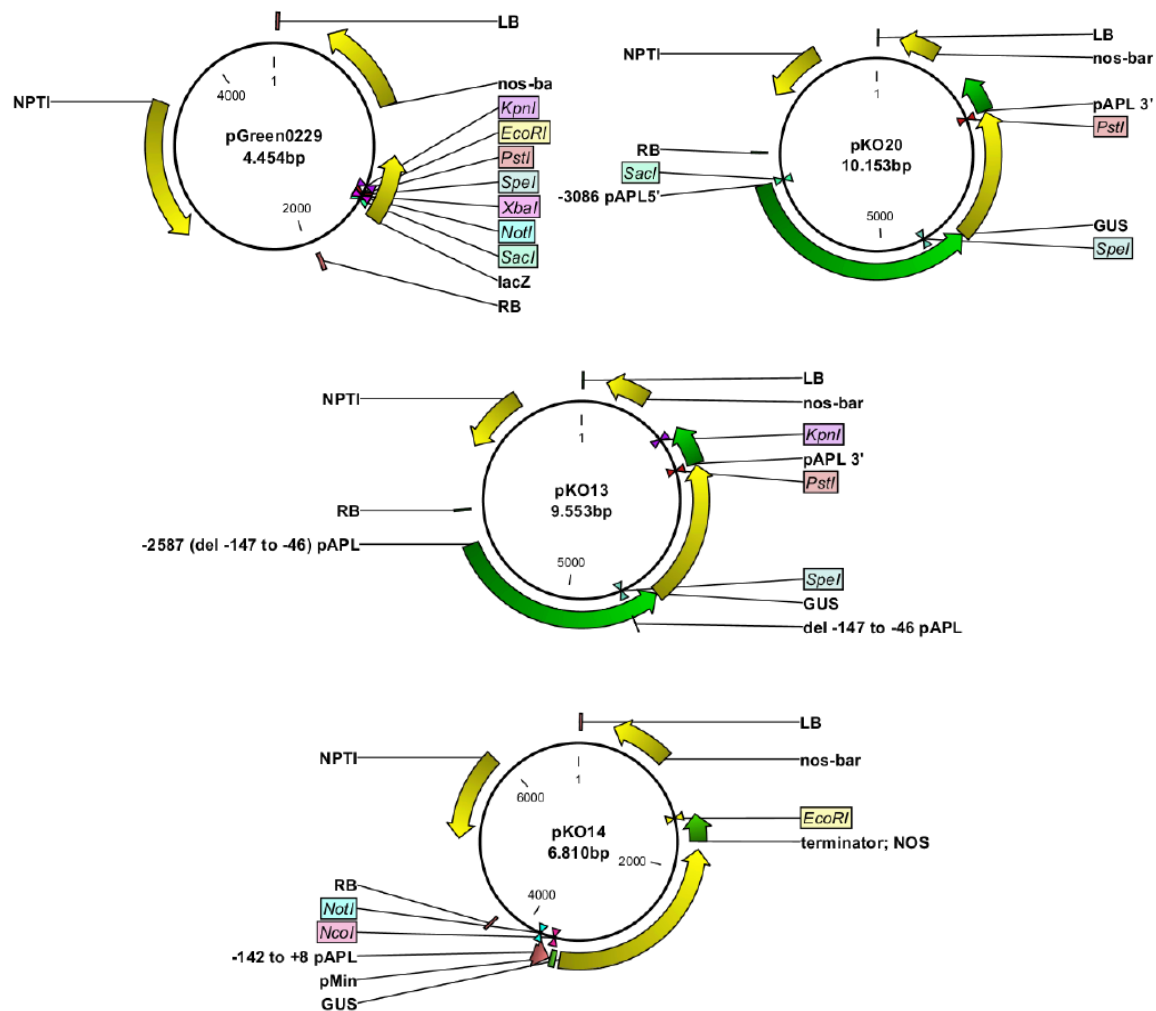 LB
nos-ba
KpnI
EcoRI
PstI
SpeI
XbaI
NotI
SacI
lacZ
RB
NPTI
4000
1
pGreen0229
4.454bp
2000
LB
nos-bar
pAPL 3'
PstI
GUS
SpeI
NPTI
RB
SacI
-3086 pAPL5'
1
pKO20
10.153bp
5000
LB
nos-bar
KpnI
pAPL 3'
PstI
SpeI
GUS
del -147 to -46 pAPL
NPTI
RB
-2587 (del -147 to -46) pAPL
1
pKO13
9.553bp
5000
LB
nos-bar
EcoRI
terminator; NOS
NPTI
RB
NotI
NcoI
-142 to +8 pAPL
pMin
GUS
1
6000
pKO14
6.810bp
2000
4000